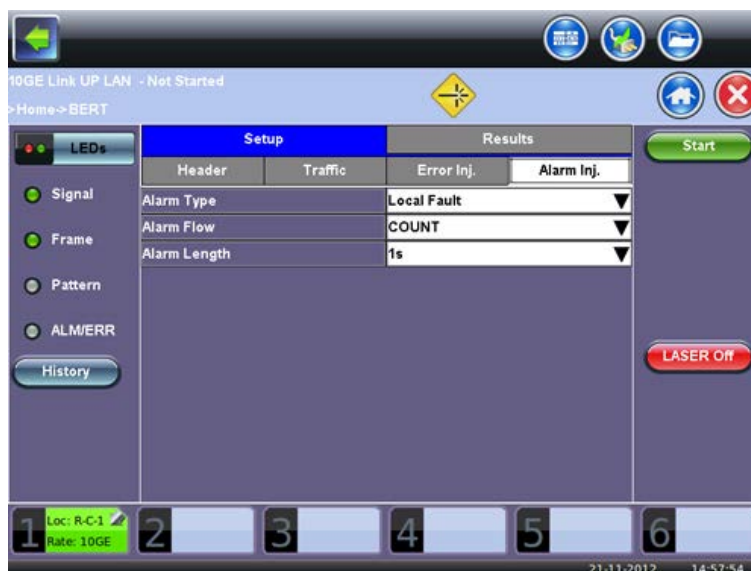 10GE Link UP LAN - Not Started
>Home->BERT
LEDs
Setup
Results
Start
Header
Traffic
Error Inj.
Alarm Inj.
Signal
Alarm Type
Local Fault
Alarm Flow
COUNT
Frame
Alarm Length
1s
Pattern
ALM/ERR
LASER Off
History
1
Loc: R-C-1
Rate: 10GE
2
3
4
5
6
21-11-2012 14:57:54